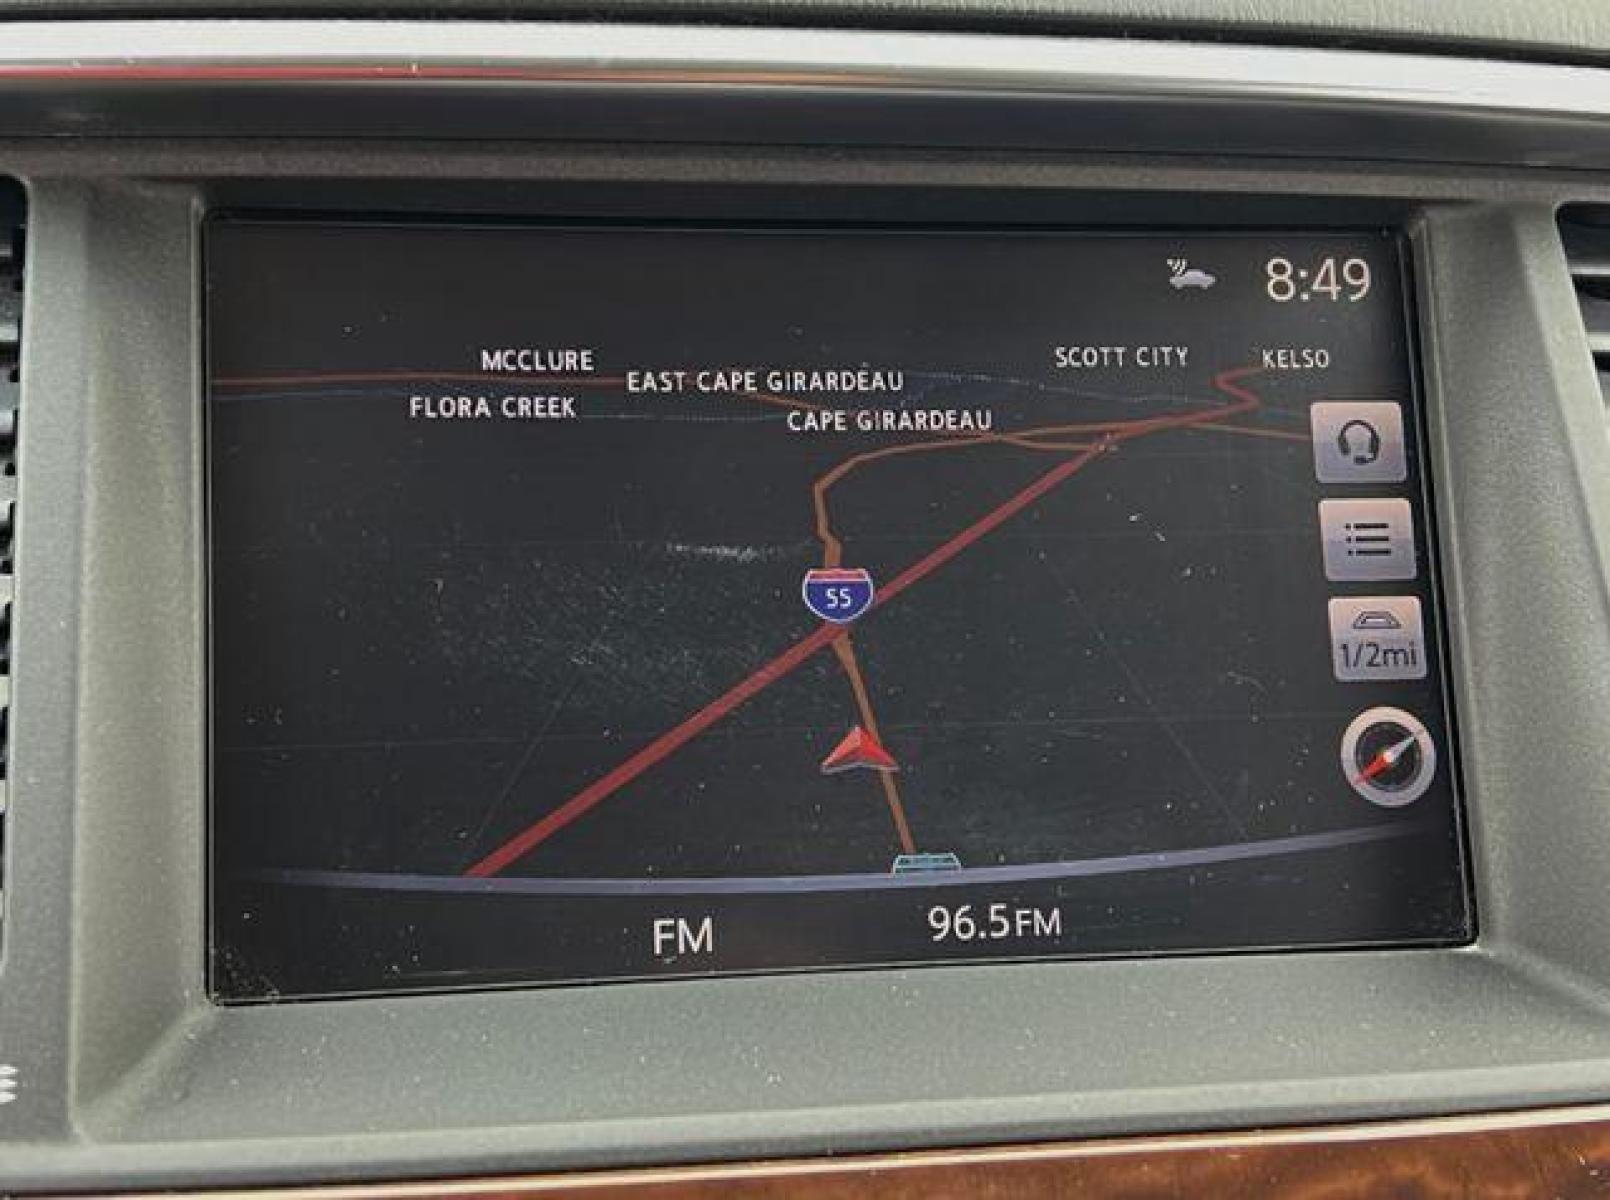 8:49
MCCLURE
SCOTT CITY
KELSO
EAST CAPE GIRARDEAU
FLORA CREEK
CAPE GIRARDEAU
55
1/2mi
FM
96.5FM